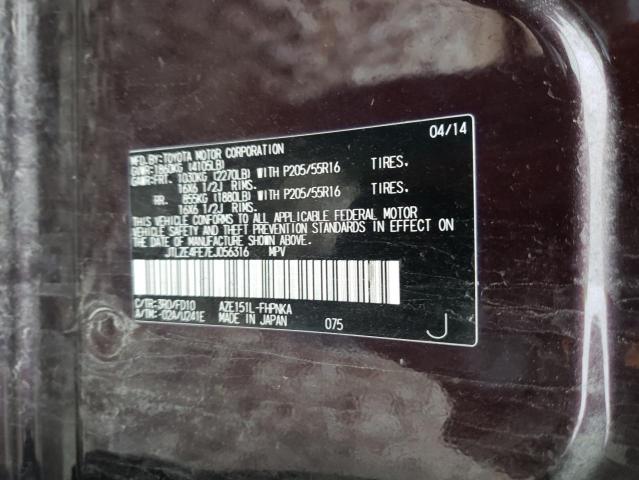 04/14
MFD. BY: TOYOTA MOTOR CORPORATION
GVWR: 1860KG (4105LB)
GAWR: FRT. 1030KG (2270LB) WITH P205/55R16 TIRES,
16X6 1/2J RIMS.
RR. 855KG (1880LB) WITH P205/55R16 TIRES,
16X6 1/2J RIMS.
THIS VEHICLE CONFORMS TO ALL APPLICABLE FEDERAL MOTOR
VEHICLE SAFETY AND THEFT PREVENTION STANDARDS IN EFFECT ON
THE DATE OF MANUFACTURE SHOWN ABOVE.
JTLZE4FE7EJ056316 MPV
C/TR: 3R0/FD10 AZE151L-FHPNKA
A/TM: -02A/U241E MADE IN JAPAN 075 J